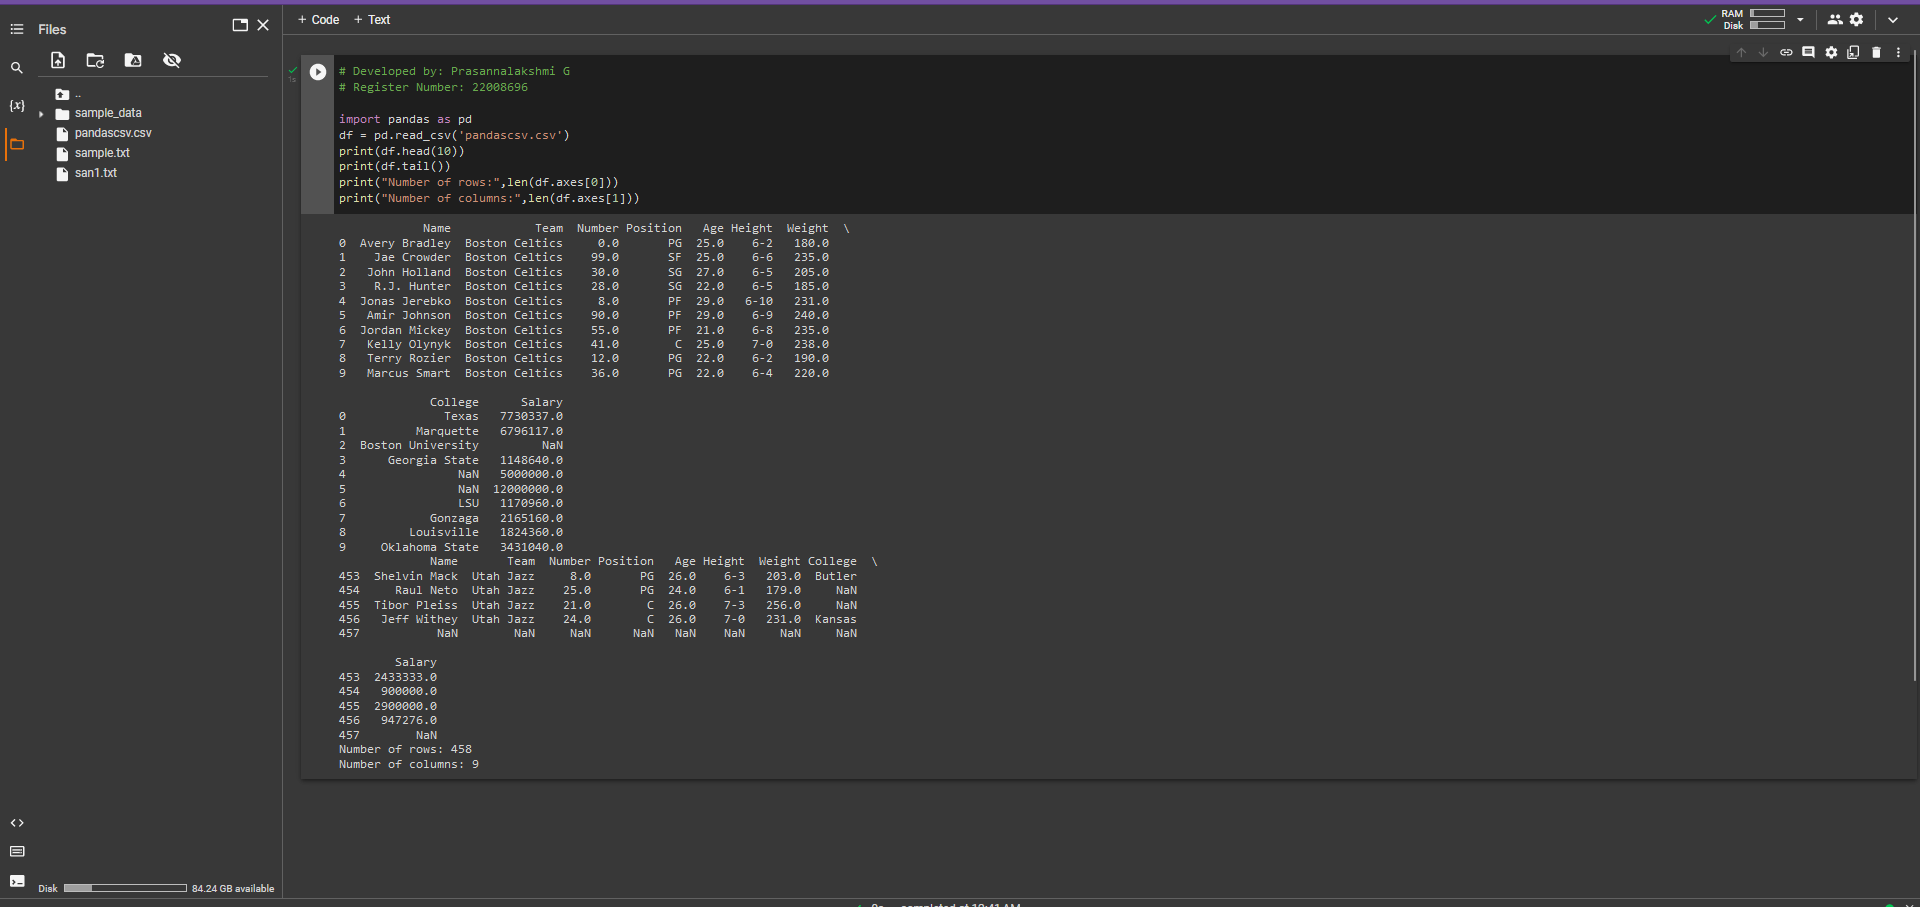 + Code + Text
RAM
Disk
Files
..
sample_data
pandascsv.csv
sample.txt
san1.txt
{x}
1s
# Developed by: Prasannalakshmi G
# Register Number: 22008696
import pandas as pd
df = pd.read_csv('pandascsv.csv')
print(df.head(10))
print(df.tail())
print("Number of rows:",len(df.axes[0]))
print("Number of columns:",len(df.axes[1]))
Name Team Number Position Age Height Weight \
0 Avery Bradley Boston Celtics 0.0 PG 25.0 6-2 180.0
1 Jae Crowder Boston Celtics 99.0 SF 25.0 6-6 235.0
2 John Holland Boston Celtics 30.0 SG 27.0 6-5 205.0
3 R.J. Hunter Boston Celtics 28.0 SG 22.0 6-5 185.0
4 Jonas Jerebko Boston Celtics 8.0 PF 29.0 6-10 231.0
5 Amir Johnson Boston Celtics 90.0 PF 29.0 6-9 240.0
6 Jordan Mickey Boston Celtics 55.0 PF 21.0 6-8 235.0
7 Kelly Olynyk Boston Celtics 41.0 C 25.0 7-0 238.0
8 Terry Rozier Boston Celtics 12.0 PG 22.0 6-2 190.0
9 Marcus Smart Boston Celtics 36.0 PG 22.0 6-4 220.0
College Salary
0 Texas 7730337.0
1 Marquette 6796117.0
2 Boston University NaN
3 Georgia State 1148640.0
4 NaN 5000000.0
5 NaN 12000000.0
6 LSU 1170960.0
7 Gonzaga 2165160.0
8 Louisville 1824360.0
9 Oklahoma State 3431040.0
Name Team Number Position Age Height Weight College \
453 Shelvin Mack Utah Jazz 8.0 PG 26.0 6-3 203.0 Butler
454 Raul Neto Utah Jazz 25.0 PG 24.0 6-1 179.0 NaN
455 Tibor Pleiss Utah Jazz 21.0 C 26.0 7-3 256.0 NaN
456 Jeff Withey Utah Jazz 24.0 C 26.0 7-0 231.0 Kansas
457 NaN NaN NaN NaN NaN NaN NaN NaN
Salary
453 2433333.0
454 900000.0
455 2900000.0
456 947276.0
457 NaN
Number of rows: 458
Number of columns: 9
Disk 84.24 GB available
completed at